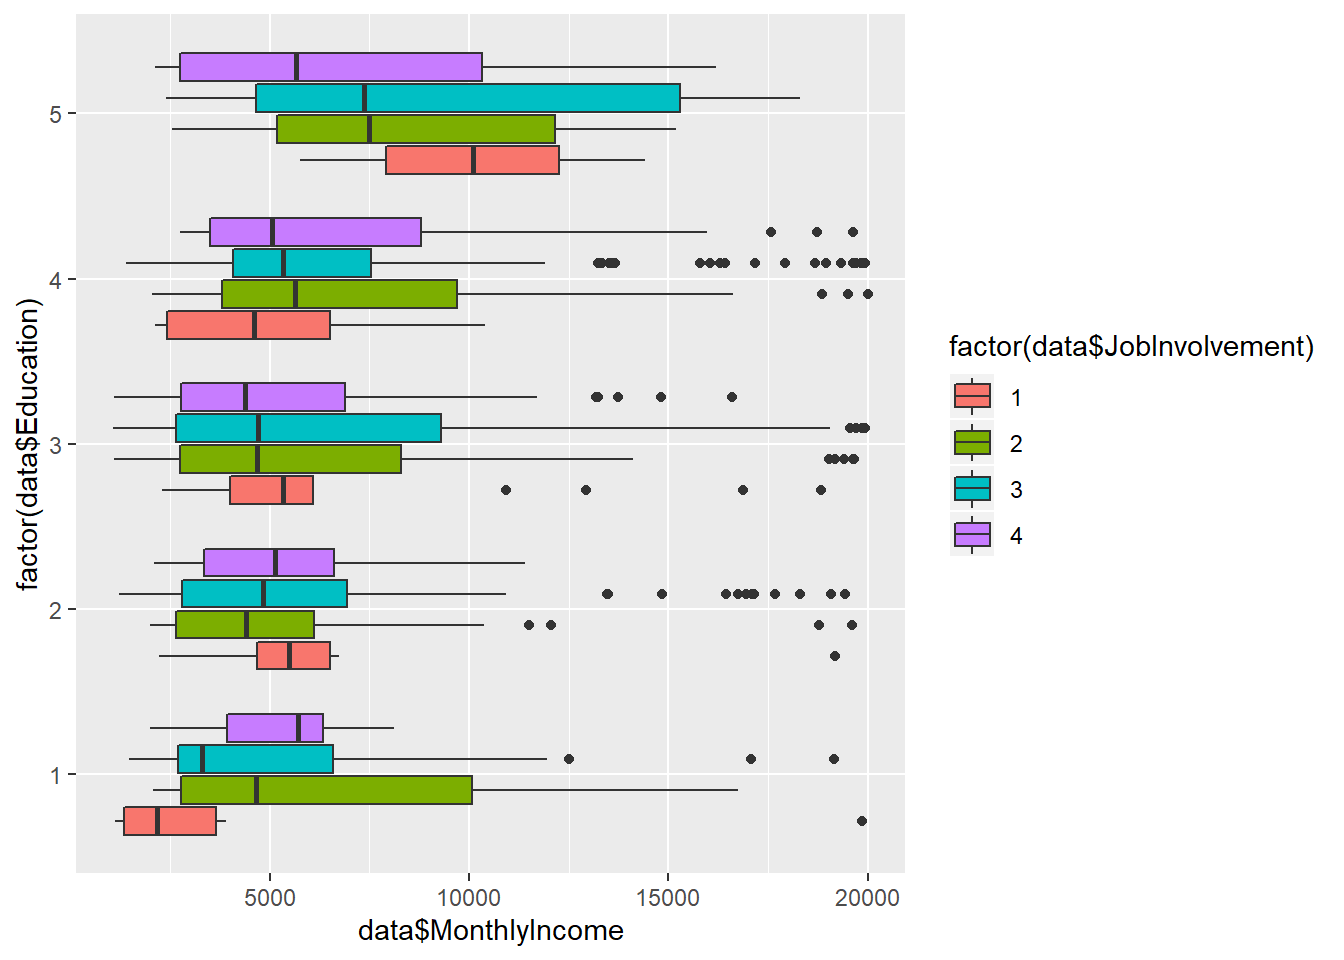 factor(data$Education)
5
4
3
2
1
5000 10000 15000 20000
data$MonthlyIncome
factor(data$JobInvolvement)
1
2
3
4